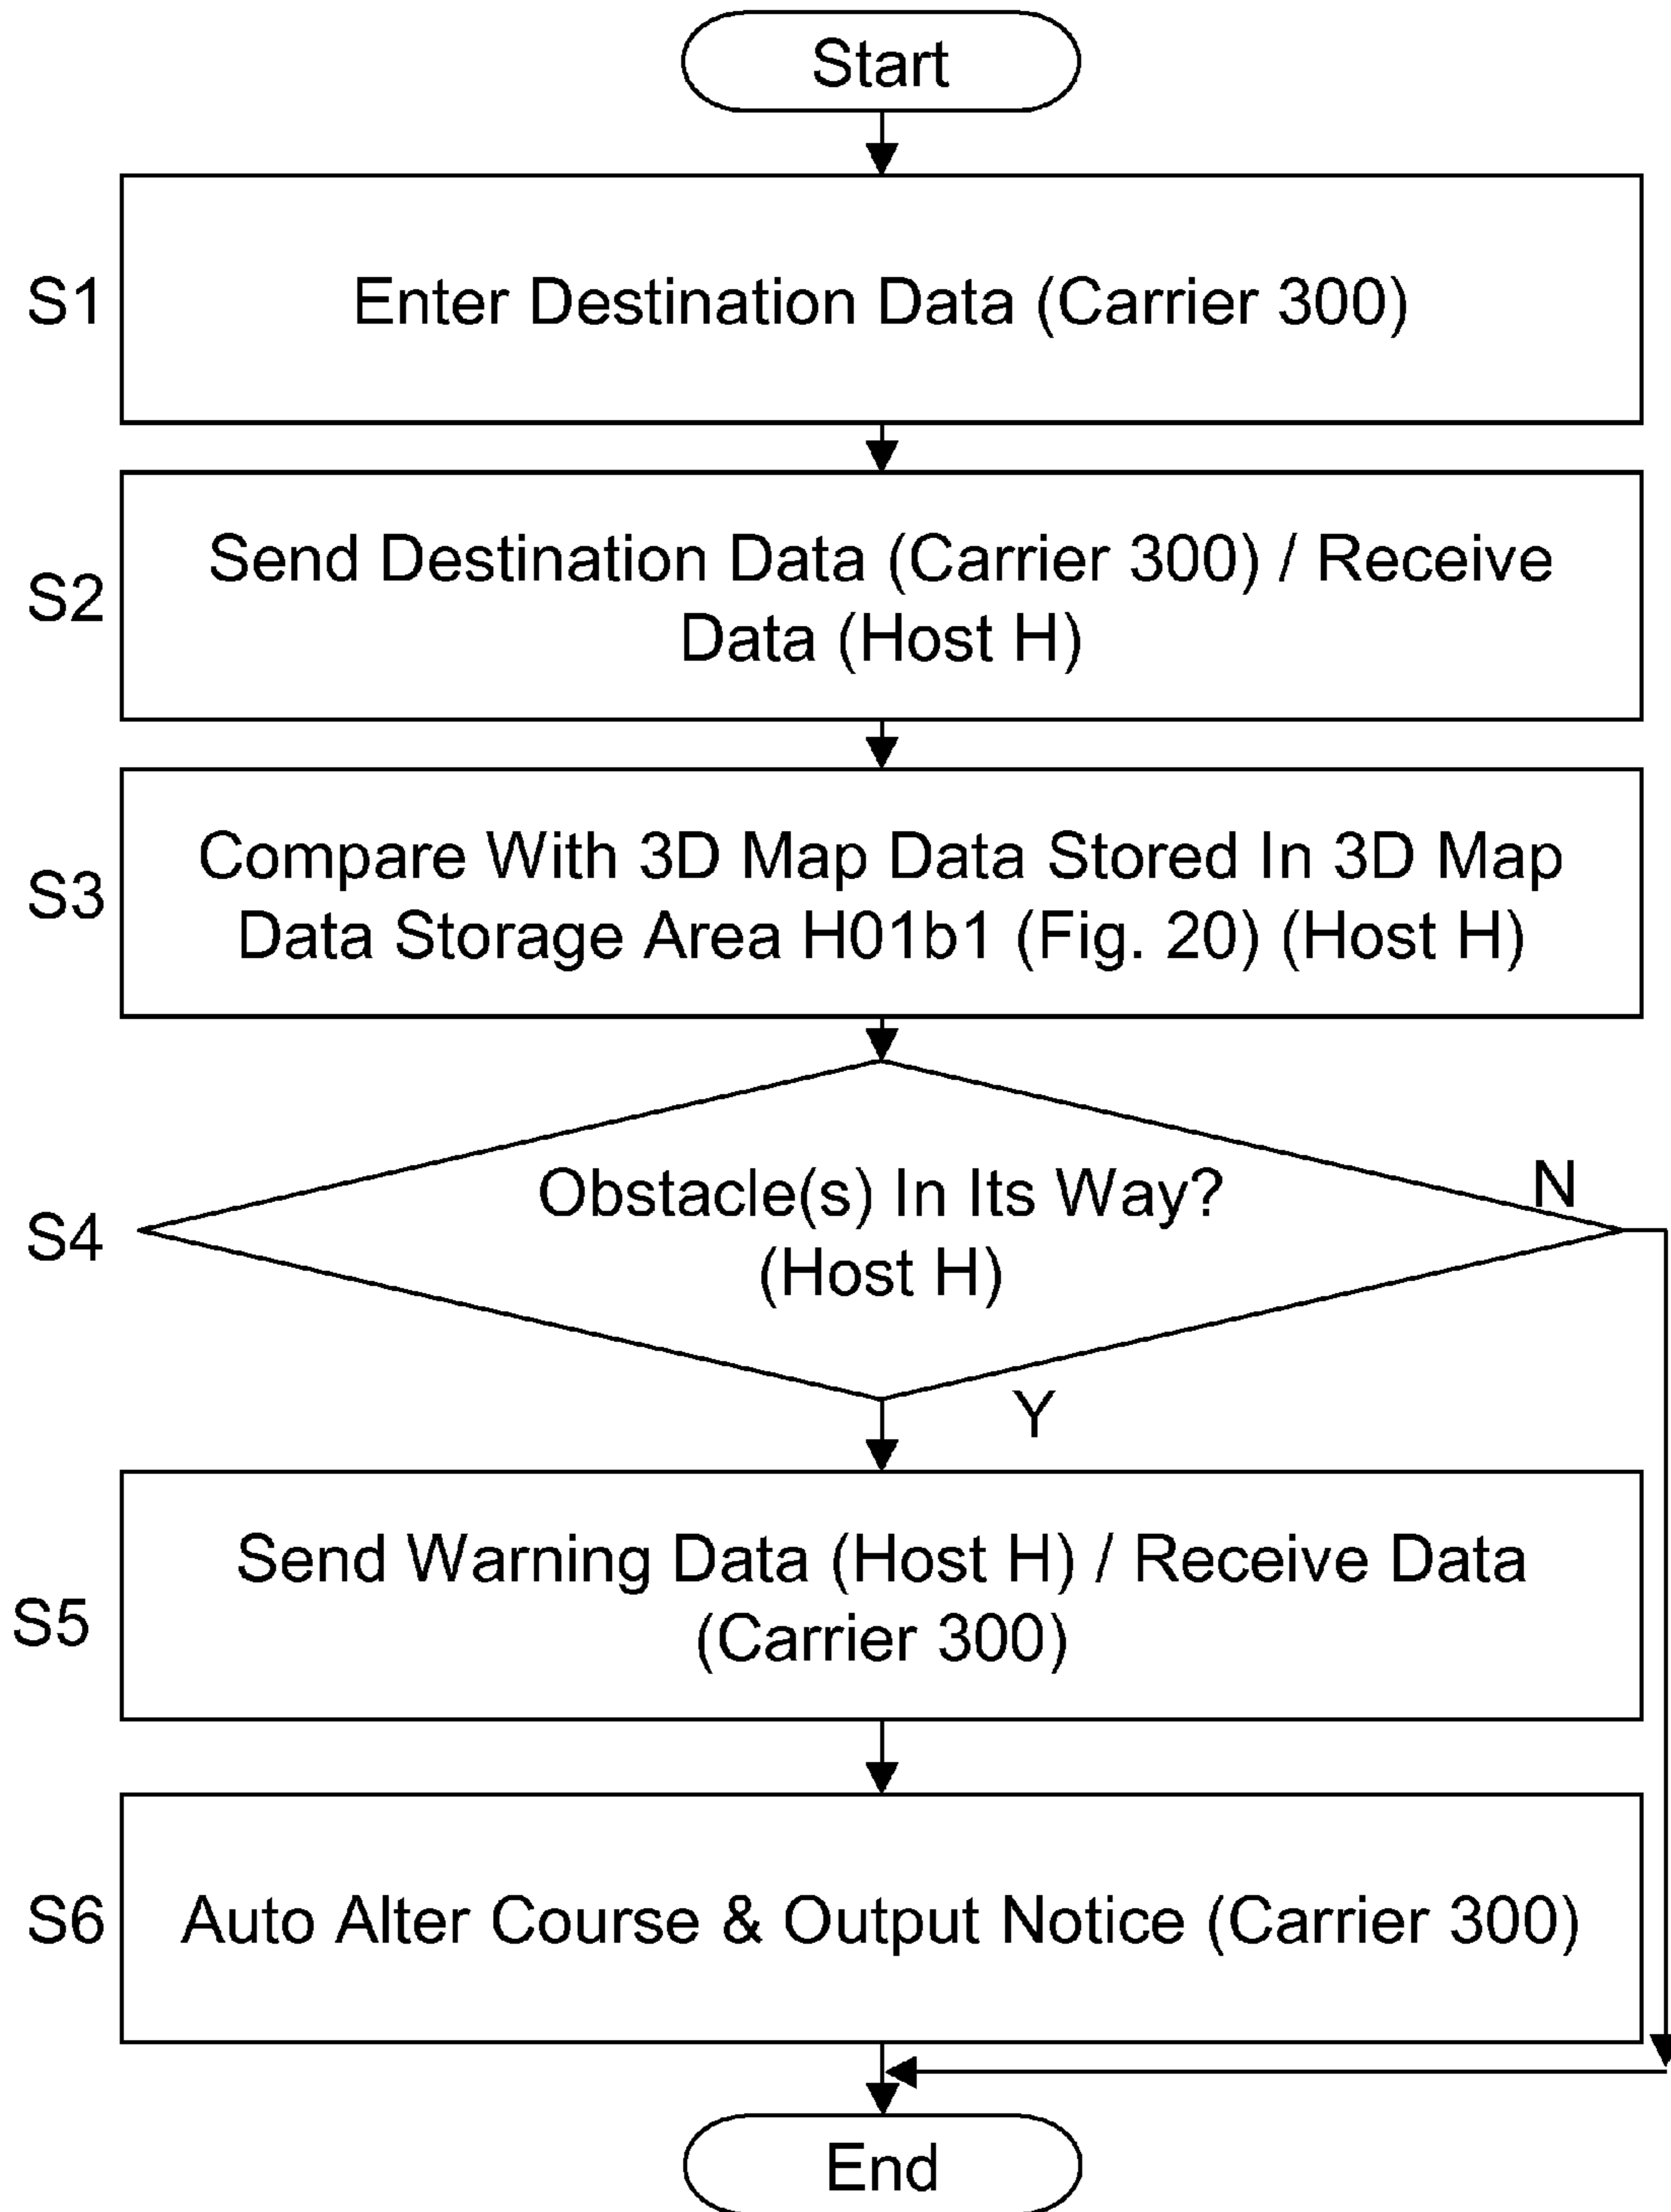 Start
S1
Enter Destination Data (Carrier 300)
S2
Send Destination Data (Carrier 300) / Receive
Data (Host H)
S3
Compare With 3D Map Data Stored In 3D Map
Data Storage Area H01b1 (Fig. 20) (Host H)
S4
Obstacle(s) In Its Way?
(Host H)
N
Y
S5
Send Warning Data (Host H) / Receive Data
(Carrier 300)
S6
Auto Alter Course & Output Notice (Carrier 300)
End